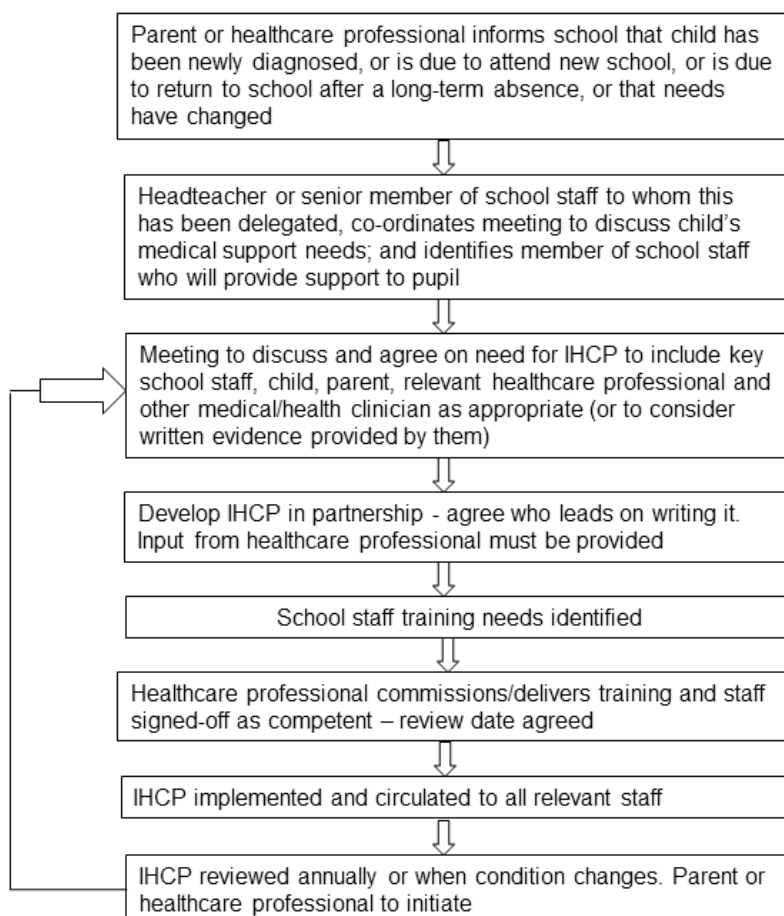 Parent or healthcare professional informs school that child has
been newly diagnosed, or is due to attend new school, or is due
to return to school after a long-term absence, or that needs
have changed
Headteacher or senior member of school staff to whom this
has been delegated, co-ordinates meeting to discuss child's
medical support needs; and identifies member of school staff
who will provide support to pupil
Meeting to discuss and agree on need for IHCP to include key
school staff, child, parent, relevant healthcare professional and
other medical/health clinician as appropriate (or to consider
written evidence provided by them)
Develop IHCP in partnership - agree who leads on writing it.
Input from healthcare professional must be provided
School staff training needs identified
Healthcare professional commissions/delivers training and staff
signed-off as competent – review date agreed
IHCP implemented and circulated to all relevant staff
IHCP reviewed annually or when condition changes. Parent or
healthcare professional to initiate